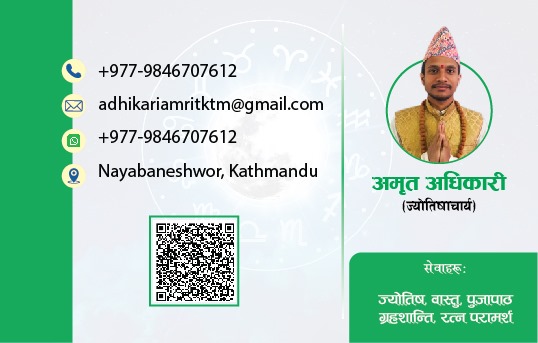 +977-9846707612
adhikariamritktm@gmail.com
+977-9846707612
Nayabaneshwor, Kathmandu
अमृत अधिकारी
(ज्योतिषाचार्य)
सेवाहरू:
ज्योतिष, वास्तु, पुजापाठ
ग्रहशान्ति, रत्न परामर्श